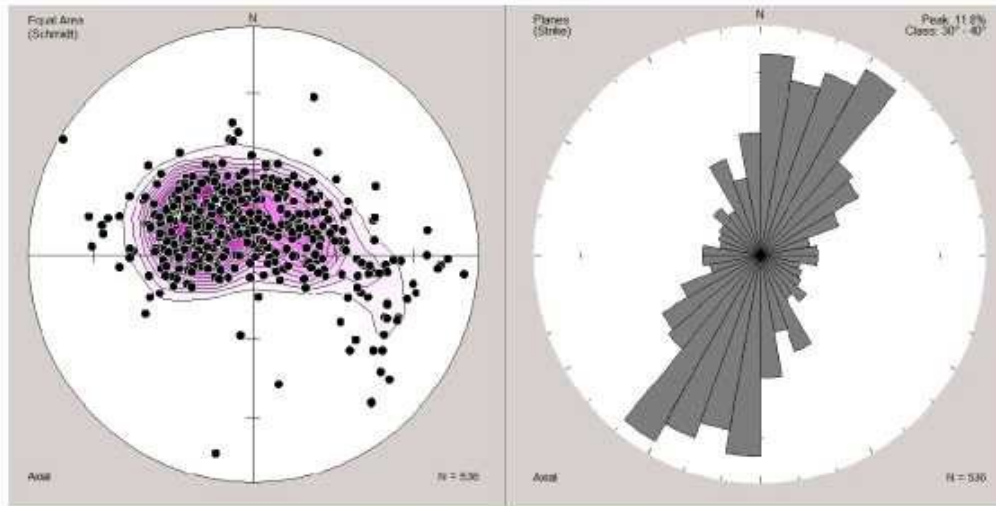 Equal Area
(Schmidt)
N
Axial
N = 536
Planes
(Strike)
N
Peak: 11.8%
Class: 30° - 40°
Axial
N = 536